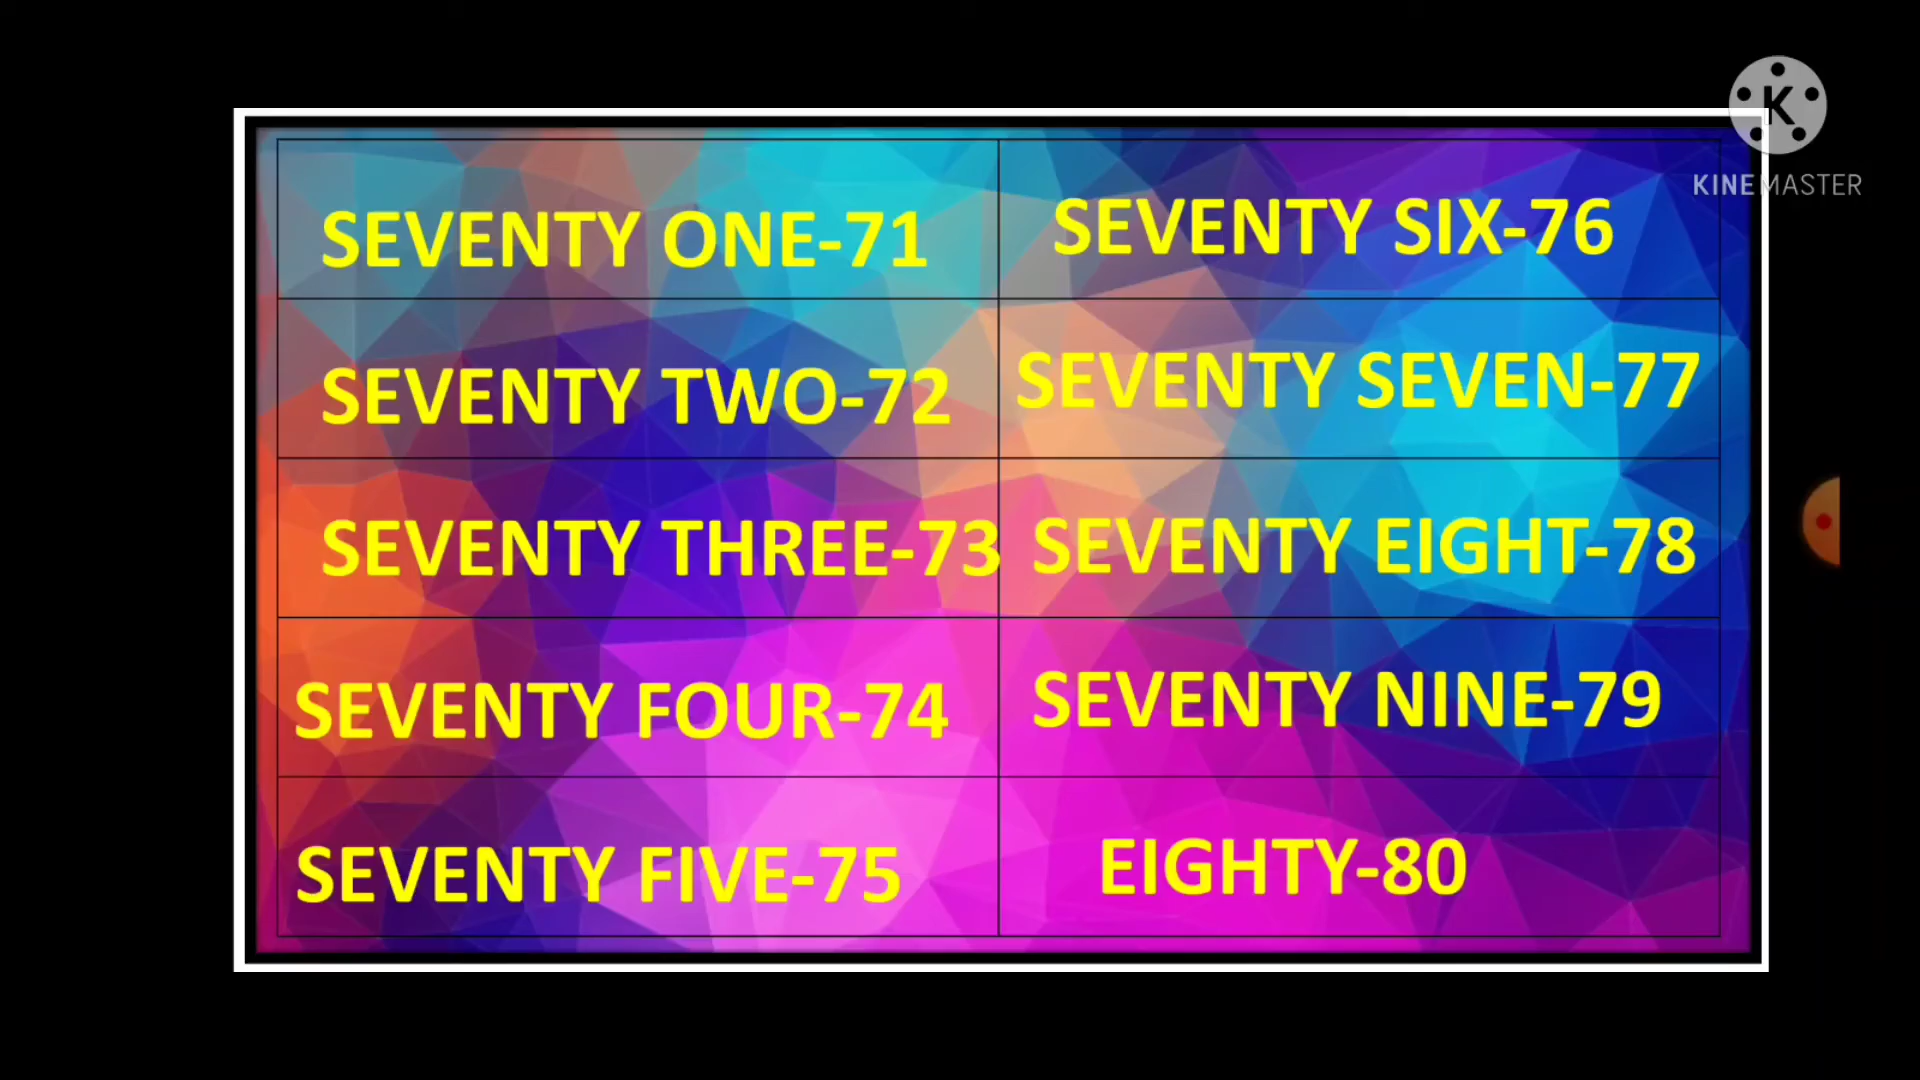 SEVENTY ONE-71
SEVENTY TWO-72
SEVENTY THREE-73
SEVENTY FOUR-74
SEVENTY FIVE-75
SEVENTY SIX-76
SEVENTY SEVEN-77
SEVENTY EIGHT-78
SEVENTY NINE-79
EIGHTY-80
K
KINEMASTER